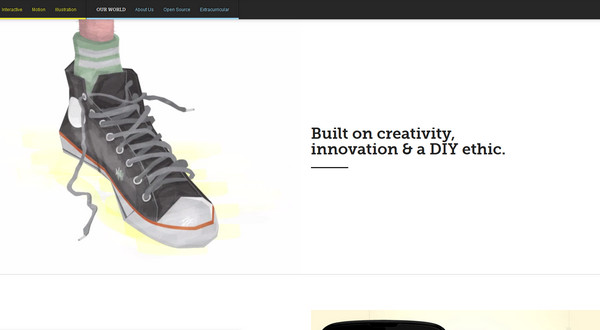 Interactive Motion Illustration OUR WORLD About Us Open Source Extracurricular
Built on creativity,
innovation & a DIY ethic.